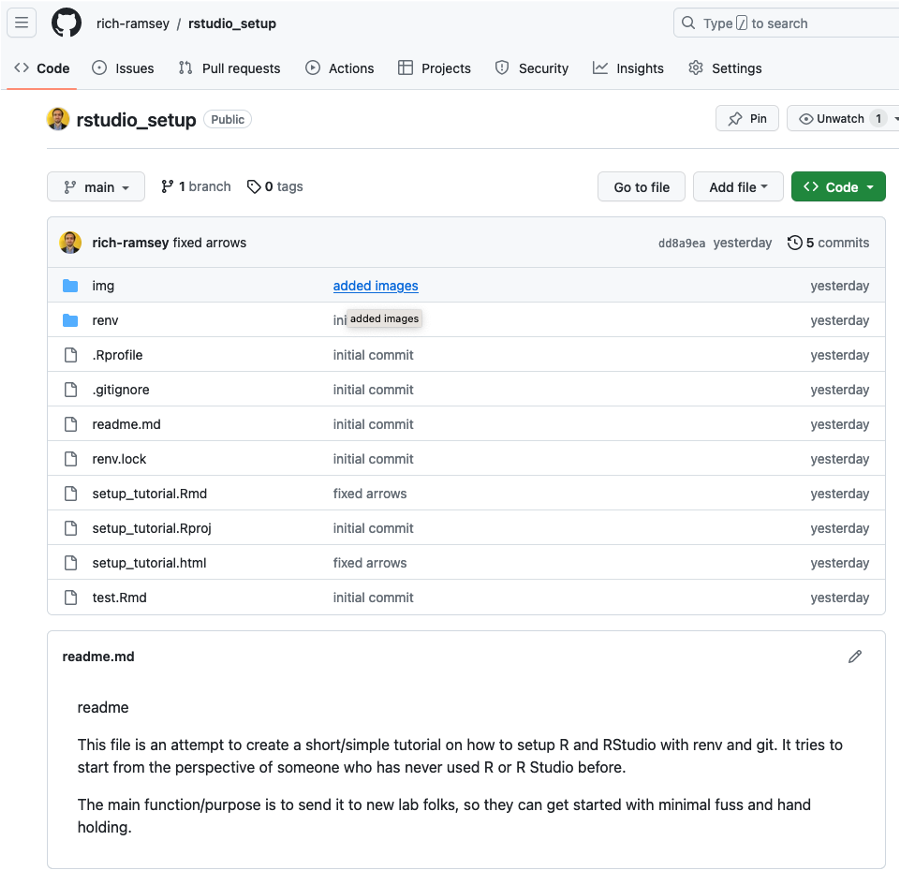 rich-ramsey / rstudio_setup
Type / to search
Code Issues Pull requests Actions Projects Security Insights Settings
rstudio_setup Public
Pin Unwatch 1
main 1 branch 0 tags
Go to file Add file Code
rich-ramsey fixed arrows dd8a9ea yesterday 5 commits
img added images yesterday
renv ini yesterday
added images
.Rprofile initial commit yesterday
.gitignore initial commit yesterday
readme.md initial commit yesterday
renv.lock initial commit yesterday
setup_tutorial.Rmd fixed arrows yesterday
setup_tutorial.Rproj initial commit yesterday
setup_tutorial.html fixed arrows yesterday
test.Rmd initial commit yesterday
readme.md
readme
This file is an attempt to create a short/simple tutorial on how to setup R and RStudio with renv and git. It tries to
start from the perspective of someone who has never used R or R Studio before.
The main function/purpose is to send it to new lab folks, so they can get started with minimal fuss and hand
holding.